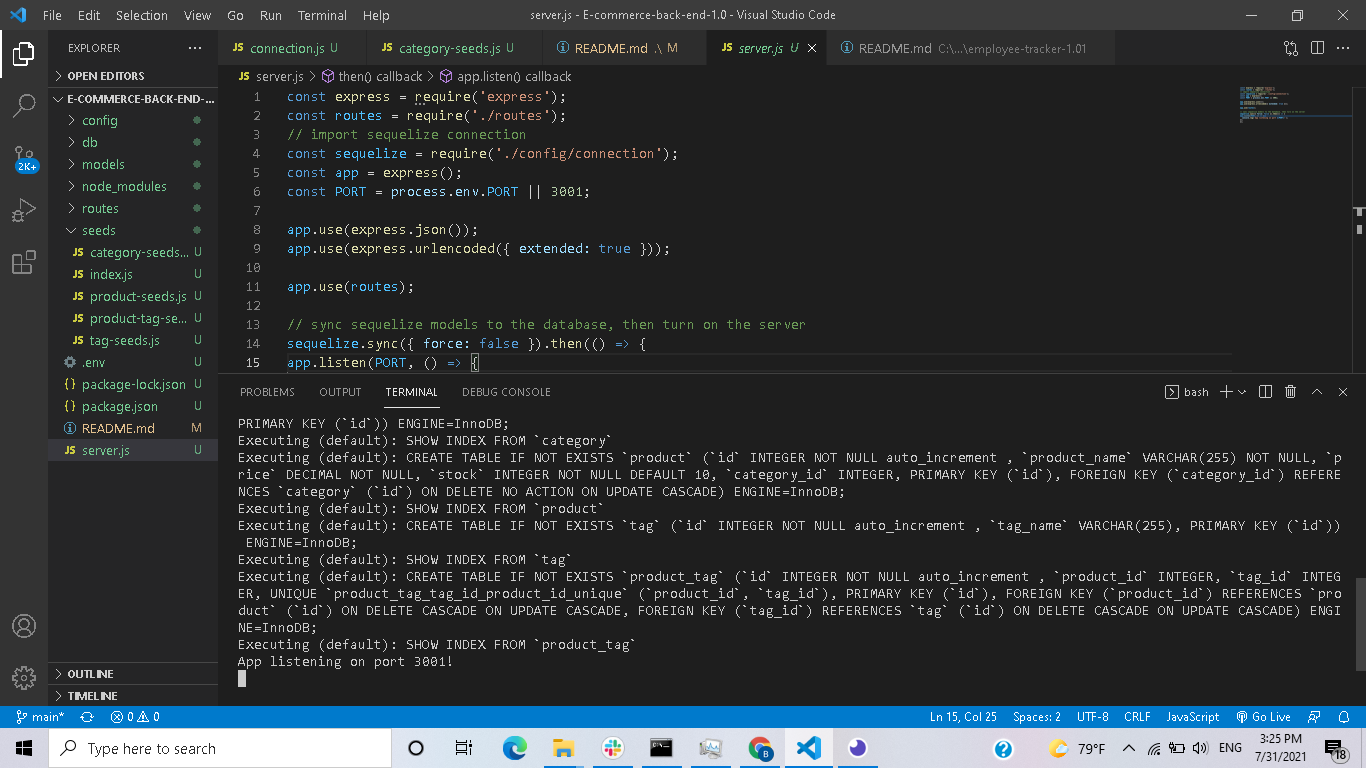 File Edit Selection View Go Run Terminal Help
server.js - E-commerce-back-end-1.0 - Visual Studio Code
EXPLORER
OPEN EDITORS
E-COMMERCE-BACK-END-...
config
db
models
node_modules
routes
seeds
JS category-seeds... U
JS index.js U
JS product-seeds.js U
JS product-tag-se... U
JS tag-seeds.js U
.env U
{} package-lock.json U
{} package.json U
README.md M
JS server.js U
OUTLINE
TIMELINE
2K+
JS connection.js U
JS category-seeds.js U
README.md .\ M
JS server.js U
README.md C:\...\employee-tracker-1.01
JS server.js > then() callback > app.listen() callback
1 const express = require('express');
2 const routes = require('./routes');
3 // import sequelize connection
4 const sequelize = require('./config/connection');
5 const app = express();
6 const PORT = process.env.PORT || 3001;
7
8 app.use(express.json());
9 app.use(express.urlencoded({ extended: true }));
10
11 app.use(routes);
12
13 // sync sequelize models to the database, then turn on the server
14 sequelize.sync({ force: false }).then(() => {
15 app.listen(PORT, () => {
PROBLEMS OUTPUT TERMINAL DEBUG CONSOLE
bash
PRIMARY KEY (`id`)) ENGINE=InnoDB;
Executing (default): SHOW INDEX FROM `category`
Executing (default): CREATE TABLE IF NOT EXISTS `product` (`id` INTEGER NOT NULL auto_increment , `product_name` VARCHAR(255) NOT NULL, `p
rice` DECIMAL NOT NULL, `stock` INTEGER NOT NULL DEFAULT 10, `category_id` INTEGER, PRIMARY KEY (`id`), FOREIGN KEY (`category_id`) REFERE
NCES `category` (`id`) ON DELETE NO ACTION ON UPDATE CASCADE) ENGINE=InnoDB;
Executing (default): SHOW INDEX FROM `product`
Executing (default): CREATE TABLE IF NOT EXISTS `tag` (`id` INTEGER NOT NULL auto_increment , `tag_name` VARCHAR(255), PRIMARY KEY (`id`))
ENGINE=InnoDB;
Executing (default): SHOW INDEX FROM `tag`
Executing (default): CREATE TABLE IF NOT EXISTS `product_tag` (`id` INTEGER NOT NULL auto_increment , `product_id` INTEGER, `tag_id` INTEG
ER, UNIQUE `product_tag_tag_id_product_id_unique` (`product_id`, `tag_id`), PRIMARY KEY (`id`), FOREIGN KEY (`product_id`) REFERENCES `pro
duct` (`id`) ON DELETE CASCADE ON UPDATE CASCADE, FOREIGN KEY (`tag_id`) REFERENCES `tag` (`id`) ON DELETE CASCADE ON UPDATE CASCADE) ENGI
NE=InnoDB;
Executing (default): SHOW INDEX FROM `product_tag`
App listening on port 3001!
main* 0 0
Ln 15, Col 25 Spaces: 2 UTF-8 CRLF JavaScript Go Live
Type here to search
79°F
ENG
3:25 PM
7/31/2021
18